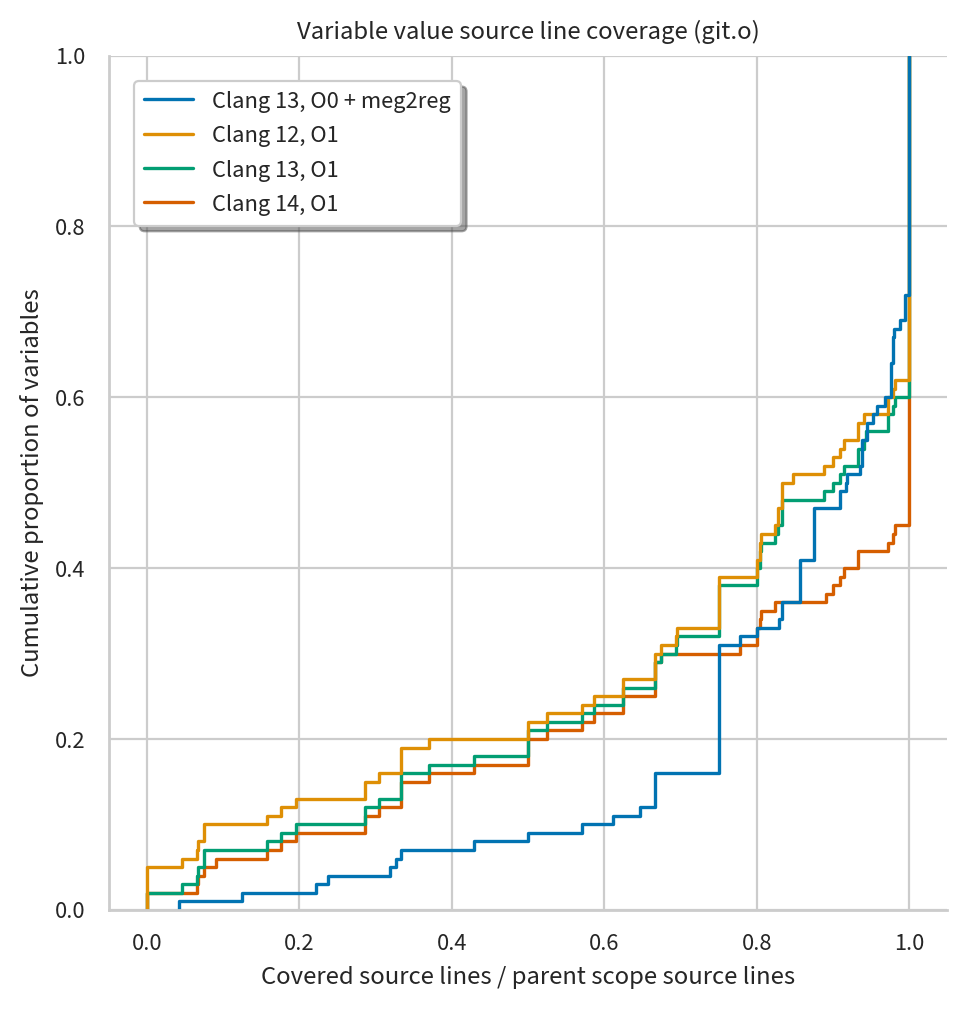 Variable value source line coverage (git.o)
Clang 13, O0 + meg2reg
Clang 12, O1
Clang 13, O1
Clang 14, O1
Cumulative proportion of variables
1.0
0.8
0.6
0.4
0.2
0.0
0.0 0.2 0.4 0.6 0.8 1.0
Covered source lines / parent scope source lines